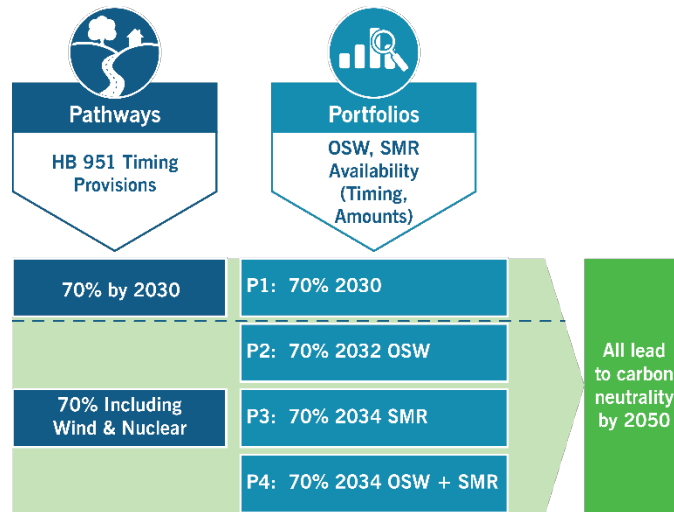 Pathways
HB 951 Timing
Provisions
Portfolios
OSW, SMR
Availability
(Timing,
Amounts)
70% by 2030
P1: 70% 2030
P2: 70% 2032 OSW
70% Including
Wind & Nuclear
P3: 70% 2034 SMR
P4: 70% 2034 OSW + SMR
All lead
to carbon
neutrality
by 2050